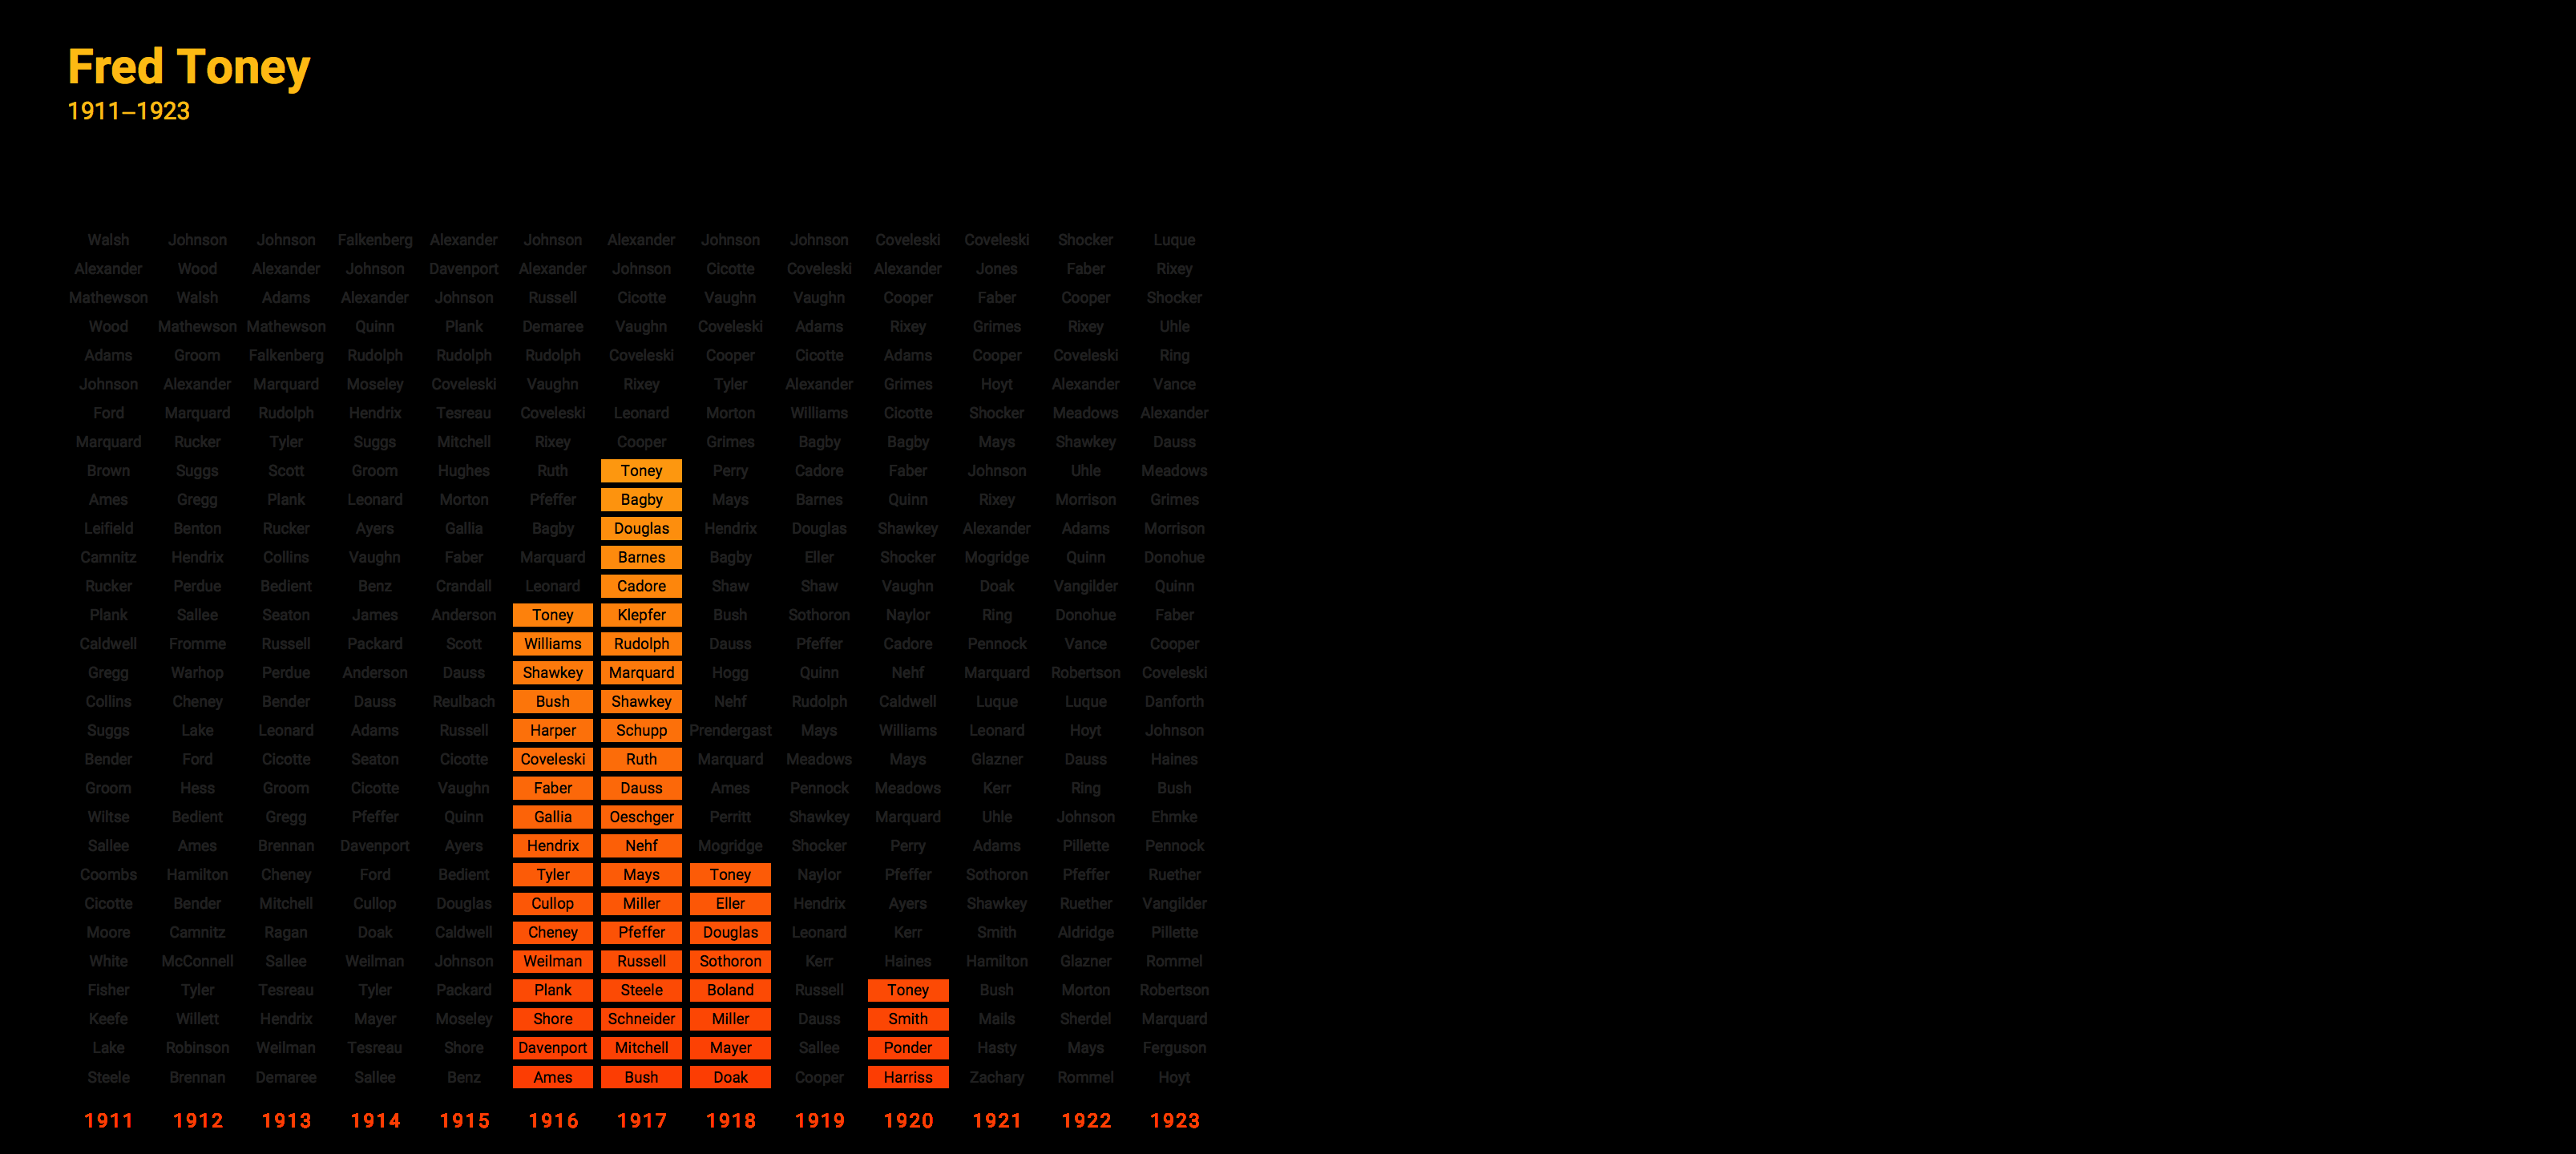 Fred Toney
1911–1923
Walsh Johnson Johnson Falkenberg Alexander Johnson Alexander Johnson Johnson Coveleski Coveleski Shocker Luque
Alexander Wood Alexander Johnson Davenport Alexander Johnson Cicotte Coveleski Alexander Jones Faber Rixey
Mathewson Walsh Adams Alexander Johnson Russell Cicotte Vaughn Vaughn Cooper Faber Cooper Shocker
Wood Mathewson Mathewson Quinn Plank Demaree Vaughn Coveleski Adams Rixey Grimes Rixey Uhle
Adams Groom Falkenberg Rudolph Rudolph Rudolph Coveleski Cooper Cicotte Adams Cooper Coveleski Ring
Johnson Alexander Marquard Moseley Coveleski Vaughn Rixey Tyler Alexander Grimes Hoyt Alexander Vance
Ford Marquard Rudolph Hendrix Tesreau Coveleski Leonard Morton Williams Cicotte Shocker Meadows Alexander
Marquard Rucker Tyler Suggs Mitchell Rixey Cooper Grimes Bagby Bagby Mays Shawkey Dauss
Brown Suggs Scott Groom Hughes Ruth Toney Perry Cadore Faber Johnson Uhle Meadows
Ames Gregg Plank Leonard Morton Pfeffer Bagby Mays Barnes Quinn Rixey Morrison Grimes
Leifield Benton Rucker Ayers Gallia Bagby Douglas Hendrix Douglas Shawkey Alexander Adams Morrison
Camnitz Hendrix Collins Vaughn Faber Marquard Barnes Bagby Eller Shocker Mogridge Quinn Donohue
Rucker Perdue Bedient Benz Crandall Leonard Cadore Shaw Shaw Vaughn Doak Vangilder Quinn
Plank Sallee Seaton James Anderson Toney Klepfer Bush Sothoron Naylor Ring Donohue Faber
Caldwell Fromme Russell Packard Scott Williams Rudolph Dauss Pfeffer Cadore Pennock Vance Cooper
Gregg Warhop Perdue Anderson Dauss Shawkey Marquard Hogg Quinn Nehf Marquard Robertson Coveleski
Collins Cheney Bender Dauss Reulbach Bush Shawkey Nehf Rudolph Caldwell Luque Luque Danforth
Suggs Lake Leonard Adams Russell Harper Schupp Prendergast Mays Williams Leonard Hoyt Johnson
Bender Ford Cicotte Seaton Cicotte Coveleski Ruth Marquard Meadows Mays Glazner Dauss Haines
Groom Hess Groom Cicotte Vaughn Faber Dauss Ames Pennock Meadows Kerr Ring Bush
Wiltse Bedient Gregg Pfeffer Quinn Gallia Oeschger Perritt Shawkey Marquard Uhle Johnson Ehmke
Sallee Ames Brennan Davenport Ayers Hendrix Nehf Mogridge Shocker Perry Adams Pillette Pennock
Coombs Hamilton Cheney Ford Bedient Tyler Mays Toney Naylor Pfeffer Sothoron Pfeffer Ruether
Cicotte Bender Mitchell Cullop Douglas Cullop Miller Eller Hendrix Ayers Shawkey Ruether Vangilder
Moore Camnitz Ragan Doak Caldwell Cheney Pfeffer Douglas Leonard Kerr Smith Aldridge Pillette
White McConnell Sallee Weilman Johnson Weilman Russell Sothoron Kerr Haines Hamilton Glazner Rommel
Fisher Tyler Tesreau Tyler Packard Plank Steele Boland Russell Toney Bush Morton Robertson
Keefe Willett Hendrix Mayer Moseley Shore Schneider Miller Dauss Smith Mails Sherdel Marquard
Lake Robinson Weilman Tesreau Shore Davenport Mitchell Mayer Sallee Ponder Hasty Mays Ferguson
Steele Brennan Demaree Sallee Benz Ames Bush Doak Cooper Harriss Zachary Rommel Hoyt
1911 1912 1913 1914 1915 1916 1917 1918 1919 1920 1921 1922 1923